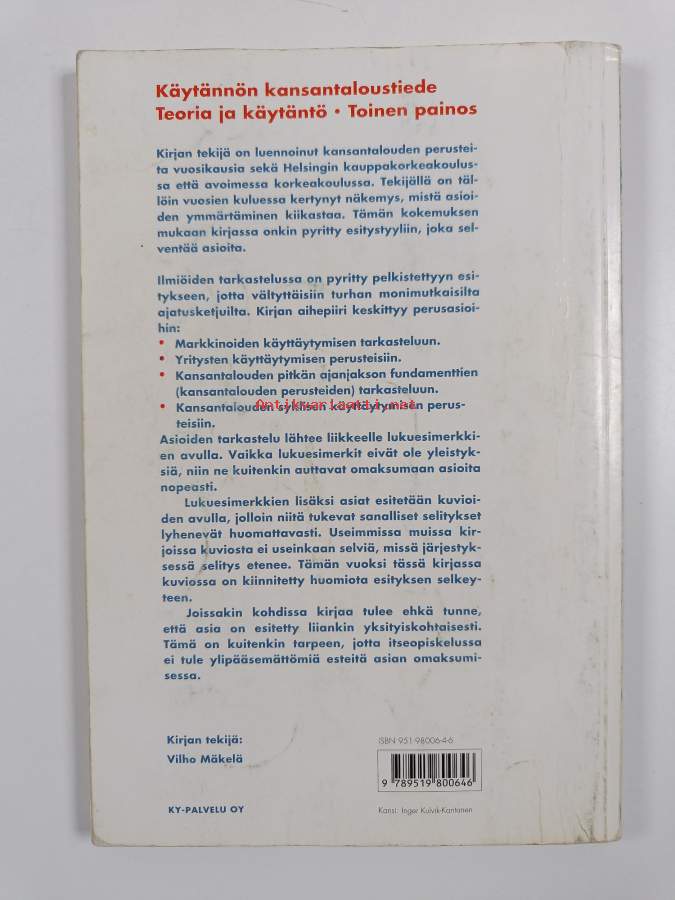 Käytännön kansantaloustiede
Teoria ja käytäntö • Toinen painos
Kirjan tekijä on luennoinut kansantalouden perustei-
ta vuosikausia sekä Helsingin kauppakorkeakoulus-
sa että avoimessa korkeakoulussa. Tekijällä on täl-
löin vuosien kuluessa kertynyt näkemys, mistä asioi-
den ymmärtäminen kiikastaa. Tämän kokemuksen
mukaan kirjassa onkin pyritty esitystyyliin, joka sel-
ventää asioita.
Ilmiöiden tarkastelussa on pyritty pelkistettyyn esi-
tykseen, jotta vältyttäisiin turhan monimutkaisilta
ajatusketjuilta. Kirjan aihepiiri keskittyy perusasioi-
hin:
• Markkinoiden käyttäytymisen tarkasteluun.
• Yritysten käyttäytymisen perusteisiin.
• Kansantalouden pitkän ajanjakson fundamenttien
(kansantalouden perusteiden) tarkasteluun.
• Kansantalouden syklisen käyttäytymisen perus-
teisiin.
Antikvariaatti.net
Asioiden tarkastelu lähtee liikkeelle lukuesimerkki-
en avulla. Vaikka lukuesimerkit eivät ole yleistyk-
siä, niin ne kuitenkin auttavat omaksumaan asioita
nopeasti.
Lukuesimerkkien lisäksi asiat esitetään kuvioi-
den avulla, jolloin niitä tukevat sanalliset selitykset
lyhenevät huomattavasti. Useimmissa muissa kir-
joissa kuviosta ei useinkaan selviä, missä järjestyk-
sessä selitys etenee. Tämän vuoksi tässä kirjassa
kuviossa on kiinnitetty huomiota esityksen selkey-
teen.
Joissakin kohdissa kirjaa tulee ehkä tunne,
että asia on esitetty liiankin yksityiskohtaisesti.
Tämä on kuitenkin tarpeen, jotta itseopiskelussa
ei tule ylipääsemättömiä esteitä asian omaksumi-
sessa.
Kirjan tekijä:
Vilho Mäkelä
KY-PALVELU OY
ISBN 951-98006-4-6
9 789519 800646
Kansi: Inger Kulvik-Kantanen